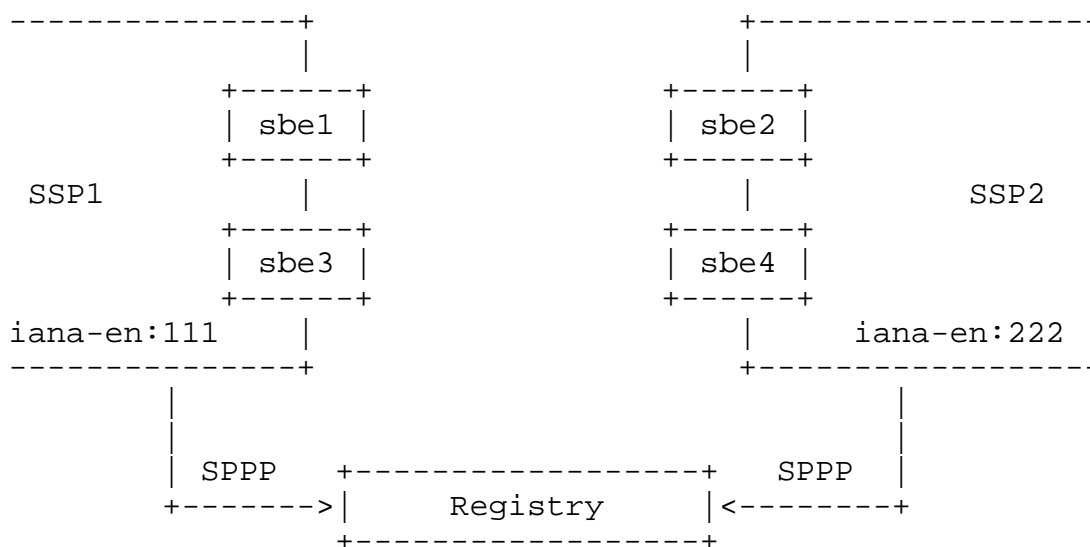 sbe1 sbe2
SSP1 SSP2
sbe3 sbe4
iana-en:111 iana-en:222
SPPP SPPP
Registry